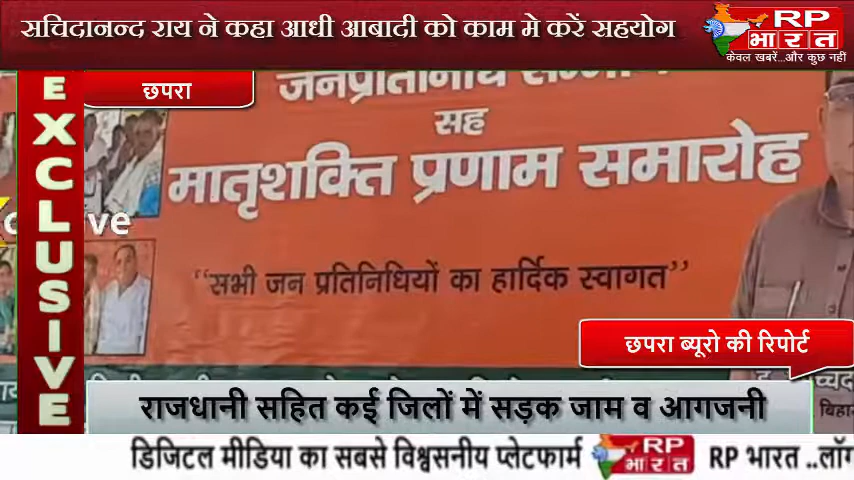 सचिदानन्द राय ने कहा आधी आबादी को काम मे करें सहयोग
RP
भारत
केवल खबरें...और कुछ नहीं
EXCLUSIVE
छपरा
सह
मातृशक्ति प्रणाम समारोह
“सभी जन प्रतिनिधियों का हार्दिक स्वागत”
छपरा ब्यूरो की रिपोर्ट
राजधानी सहित कई जिलों में सड़क जाम व आगजनी
डिजिटल मीडिया का सबसे विश्वसनीय प्लेटफार्म RP भारत RP भारत ..लॉग